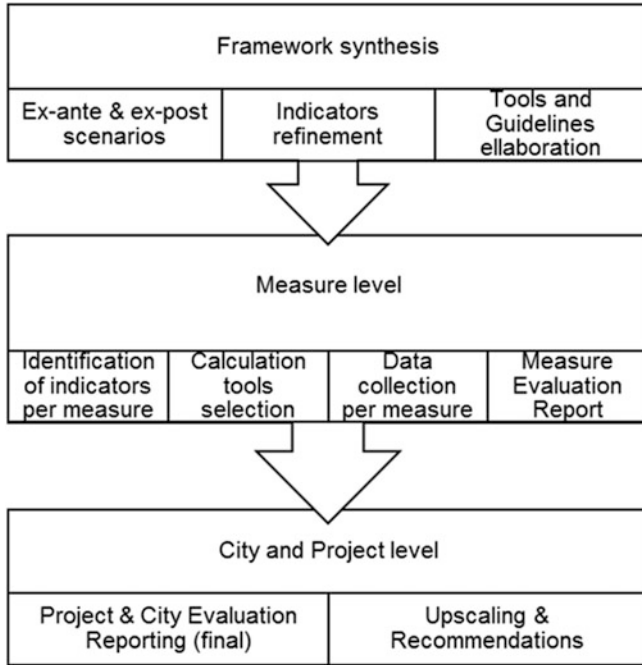 Framework synthesis
Ex-ante & ex-post
scenarios
Indicators
refinement
Tools and
Guidelines
ellaboration
Measure level
Identification
of indicators
per measure
Calculation
tools
selection
Data
collection
per measure
Measure
Evaluation
Report
City and Project level
Project & City Evaluation
Reporting (final)
Upscaling &
Recommendations